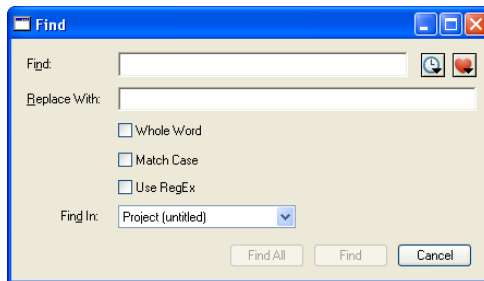 Find
Find:
Replace With:
Whole Word
Match Case
Use RegEx
Find In: Project (untitled)
Find All Find Cancel